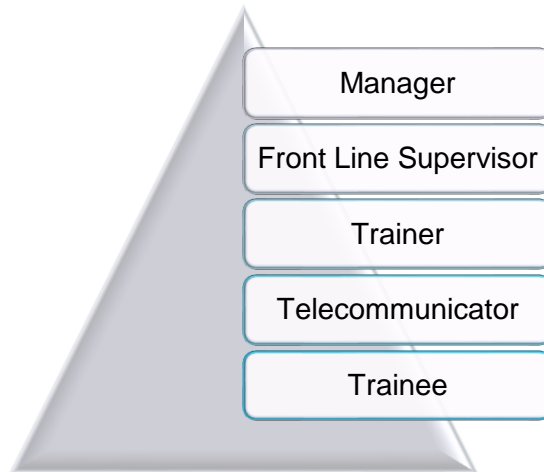 Manager
Front Line Supervisor
Trainer
Telecommunicator
Trainee